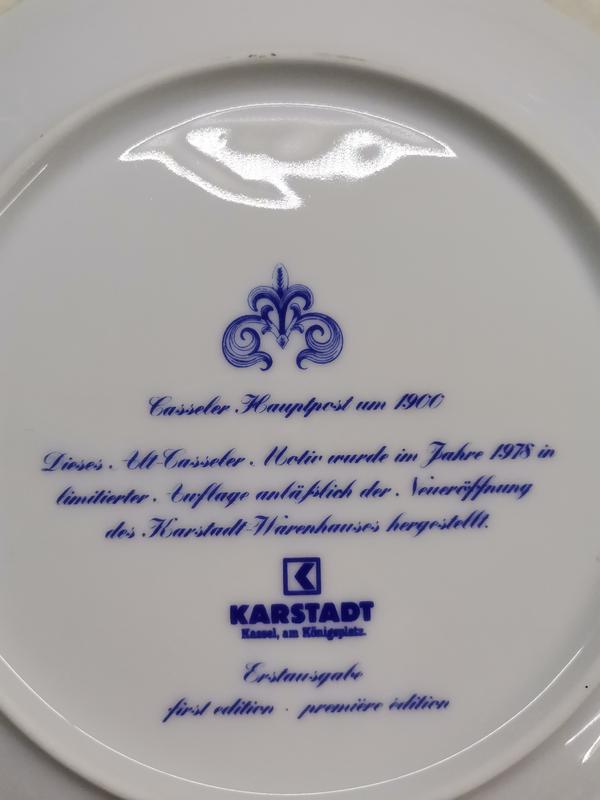 Casseler Hauptpost um 1900
Dieses Alt-Casseler Motiv wurde im Jahre 1978 in
limitierter Auflage anläßlich der Neueröffnung
des Karstadt-Warenhauses hergestellt.
KARSTADT
Kassel, am Königsplatz.
Erstausgabe
first edition · première édition